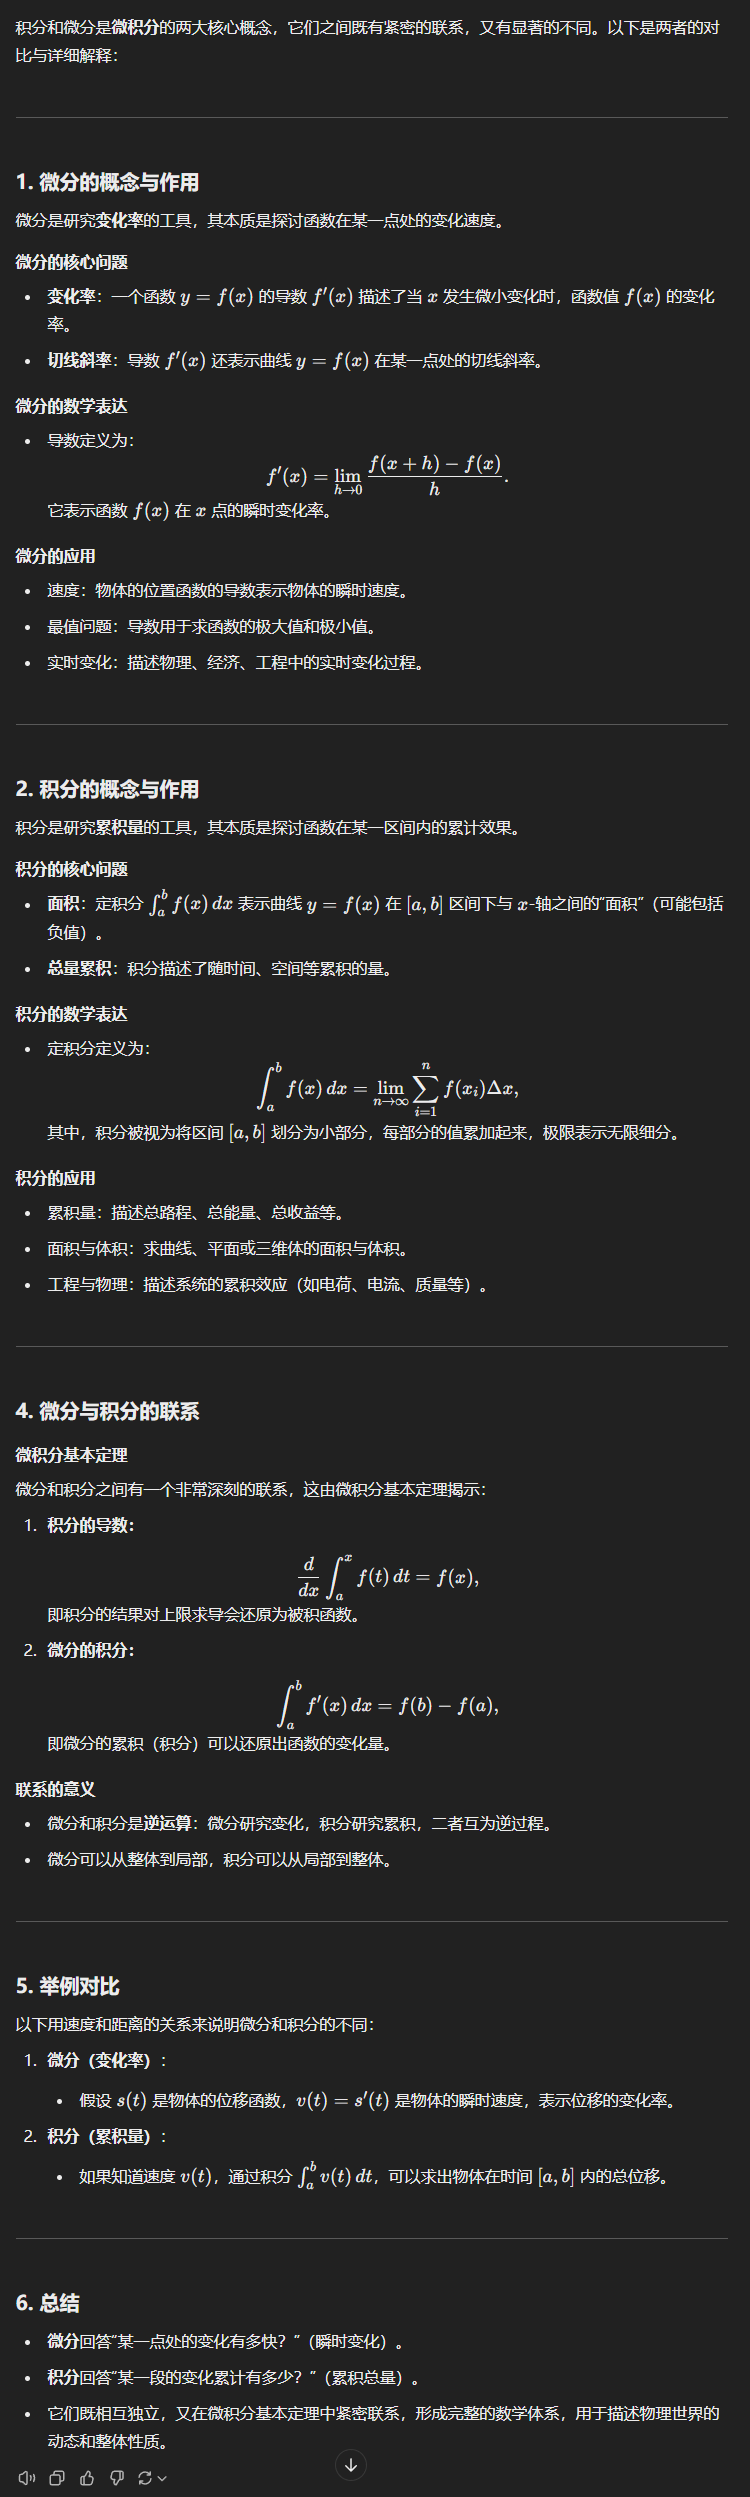 积分和微分是微积分的两大核心概念，它们之间既有紧密的联系，又有显著的不同。以下是两者的对
比与详细解释：
1. 微分的概念与作用
微分是研究变化率的工具，其本质是探讨函数在某一点处的变化速度。
微分的核心问题
• 变化率：一个函数 y = f(x) 的导数 f′(x) 描述了当 x 发生微小变化时，函数值 f(x) 的变化
率。
• 切线斜率：导数 f′(x) 还表示曲线 y = f(x) 在某一点处的切线斜率。
微分的数学表达
• 导数定义为：
f′(x) = lim_{h→0} \frac{f(x + h) − f(x)}{h}.
它表示函数 f(x) 在 x 点的瞬时变化率。
微分的应用
• 速度：物体的位置函数的导数表示物体的瞬时速度。
• 最值问题：导数用于求函数的极大值和极小值。
• 实时变化：描述物理、经济、工程中的实时变化过程。
2. 积分的概念与作用
积分是研究累积量的工具，其本质是探讨函数在某一区间内的累计效果。
积分的核心问题
• 面积：定积分 ∫_a^b f(x) dx 表示曲线 y = f(x) 在 [a, b] 区间下与 x-轴之间的“面积”（可能包括
负值）。
• 总量累积：积分描述了随时间、空间等累积的量。
积分的数学表达
• 定积分定义为：
∫_a^b f(x) dx = lim_{n→∞} ∑_{i=1}^n f(x_i)Δx,
其中，积分被视为将区间 [a, b] 划分为小部分，每部分的值累加起来，极限表示无限细分。
积分的应用
• 累积量：描述总路程、总能量、总收益等。
• 面积与体积：求曲线、平面或三维体的面积与体积。
• 工程与物理：描述系统的累积效应（如电荷、电流、质量等）。
4. 微分与积分的联系
微积分基本定理
微分和积分之间有一个非常深刻的联系，这由微积分基本定理揭示：
1. 积分的导数：
\frac{d}{dx} ∫_a^x f(t) dt = f(x),
即积分的结果对上限求导会还原为被积函数。
2. 微分的积分：
∫_a^b f′(x) dx = f(b) − f(a),
即微分的累积（积分）可以还原出函数的变化量。
联系的意义
• 微分和积分是逆运算：微分研究变化，积分研究累积，二者互为逆过程。
• 微分可以从整体到局部，积分可以从局部到整体。
5. 举例对比
以下用速度和距离的关系来说明微分和积分的不同：
1. 微分（变化率）：
• 假设 s(t) 是物体的位移函数，v(t) = s′(t) 是物体的瞬时速度，表示位移的变化率。
2. 积分（累积量）：
• 如果知道速度 v(t)，通过积分 ∫_a^b v(t) dt，可以求出物体在时间 [a, b] 内的总位移。
6. 总结
• 微分回答“某一点处的变化有多快？”（瞬时变化）。
• 积分回答“某一段的变化累计有多少？”（累积总量）。
• 它们既相互独立，又在微积分基本定理中紧密联系，形成完整的数学体系，用于描述物理世界的
动态和整体性质。